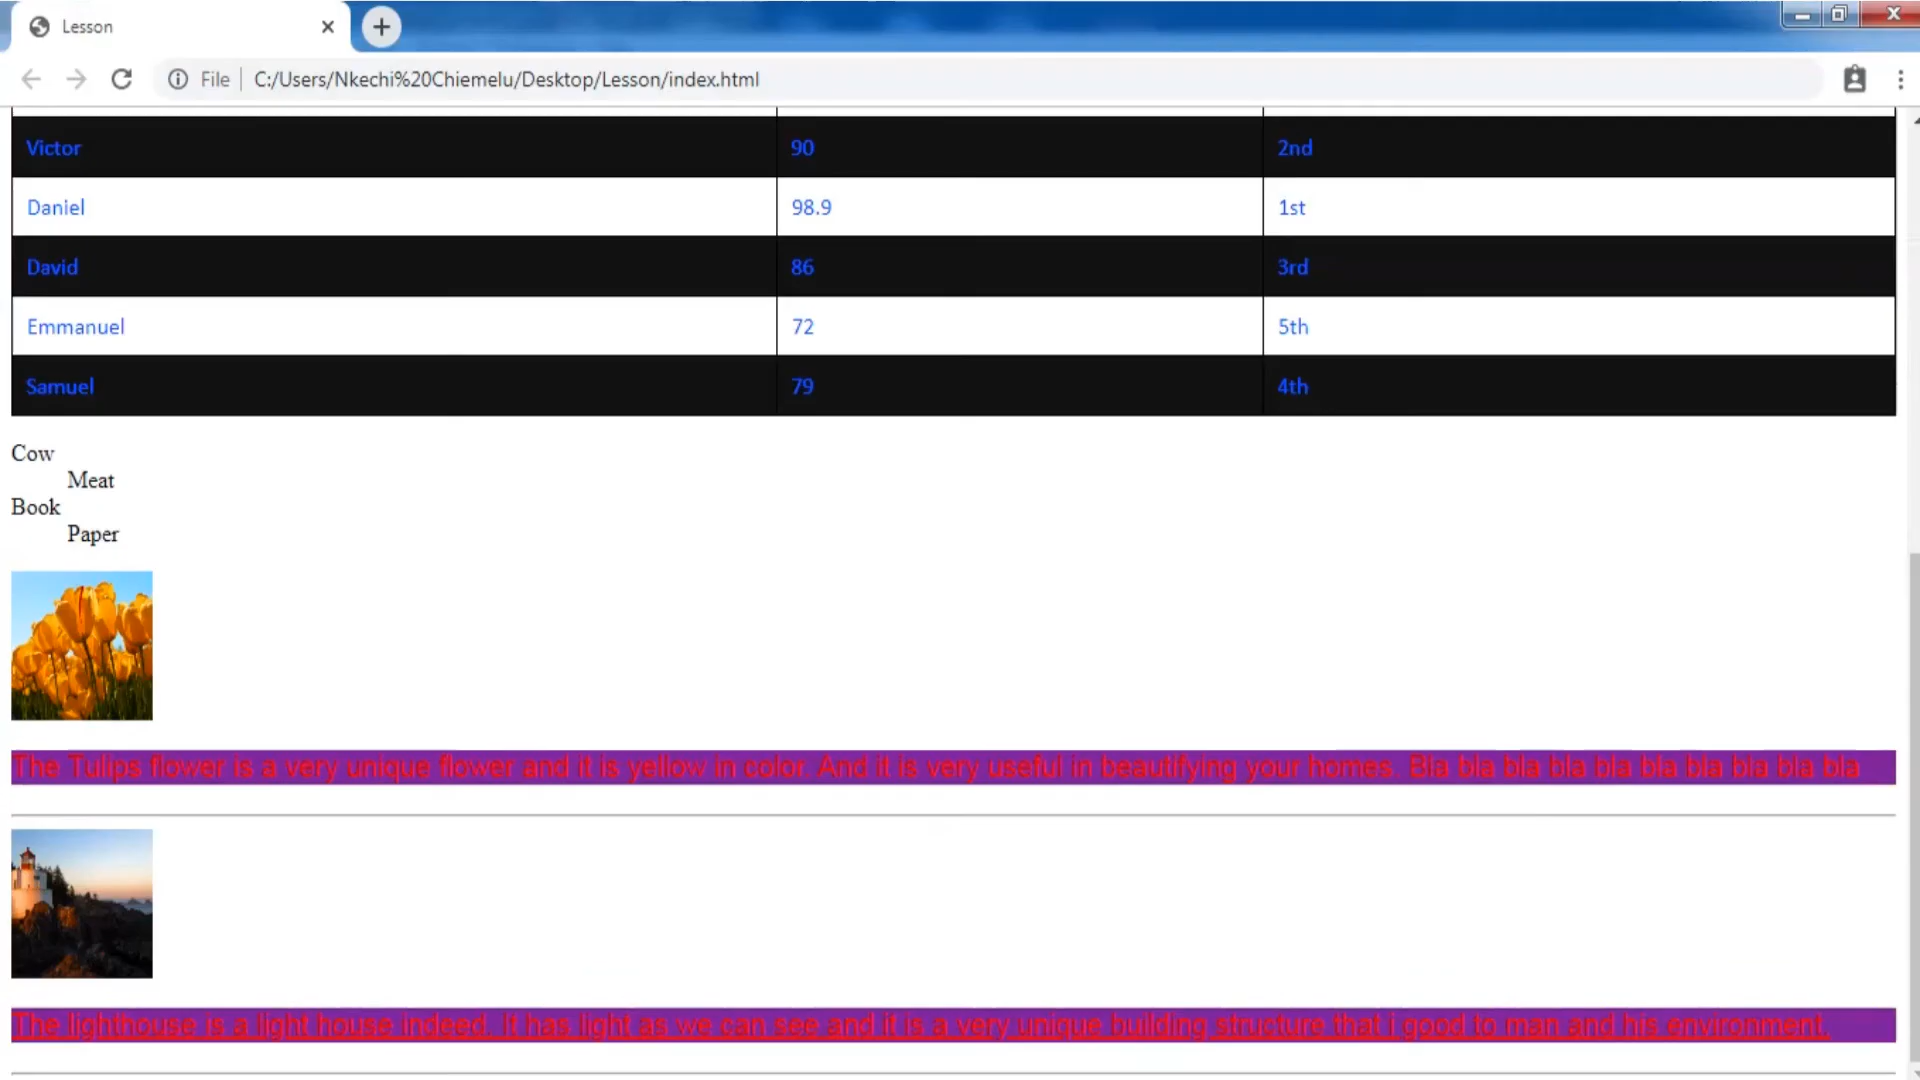 Lesson
File C:/Users/Nkechi%20Chiemelu/Desktop/Lesson/index.html
Victor 90 2nd
Daniel 98.9 1st
David 86 3rd
Emmanuel 72 5th
Samuel 79 4th
Cow
Meat
Book
Paper
The Tulips flower is a very unique flower and it is yellow in color. And it is very useful in beautifying your homes. Bla bla bla bla bla bla bla bla bla bla
The lighthouse is a light house indeed. It has light as we can see and it is a very unique building structure that i good to man and his environment.